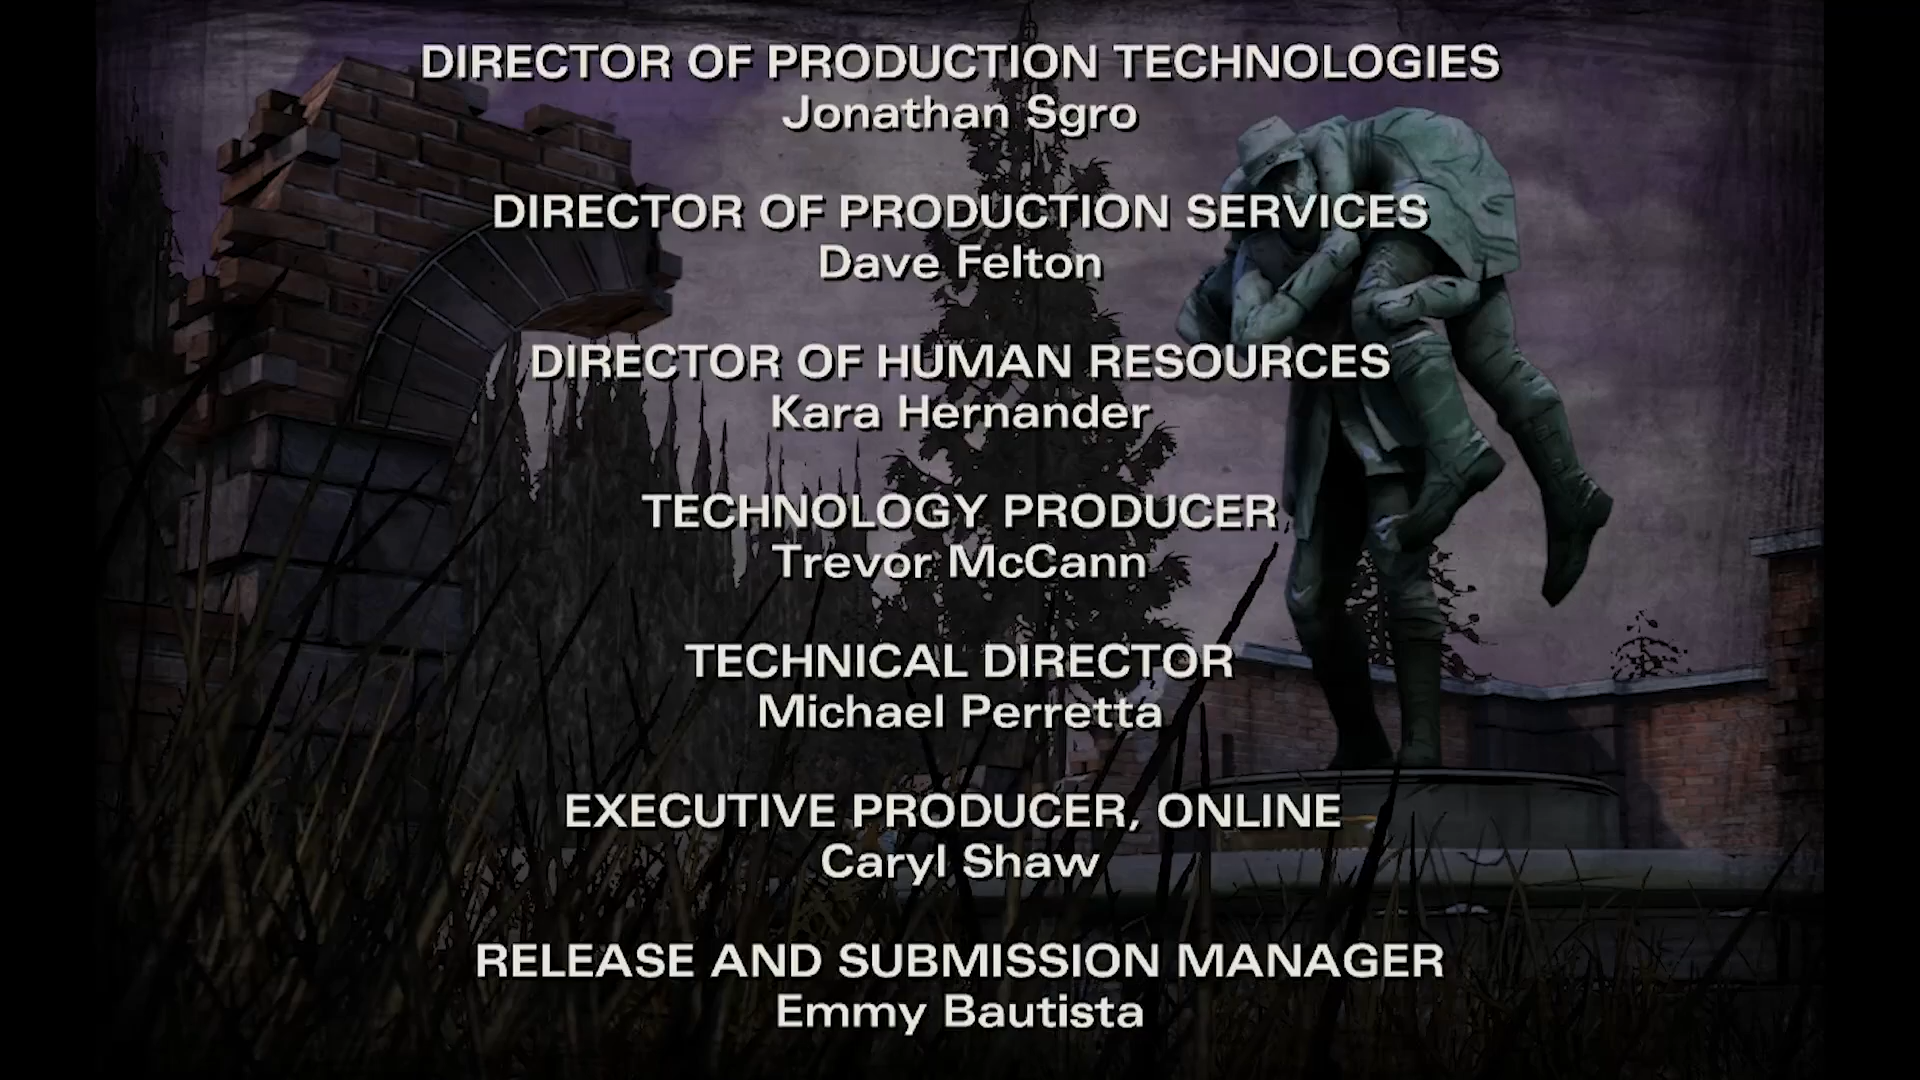 DIRECTOR OF PRODUCTION TECHNOLOGIES
Jonathan Sgro
DIRECTOR OF PRODUCTION SERVICES
Dave Felton
DIRECTOR OF HUMAN RESOURCES
Kara Hernander
TECHNOLOGY PRODUCER
Trevor McCann
TECHNICAL DIRECTOR
Michael Perretta
EXECUTIVE PRODUCER, ONLINE
Caryl Shaw
RELEASE AND SUBMISSION MANAGER
Emmy Bautista